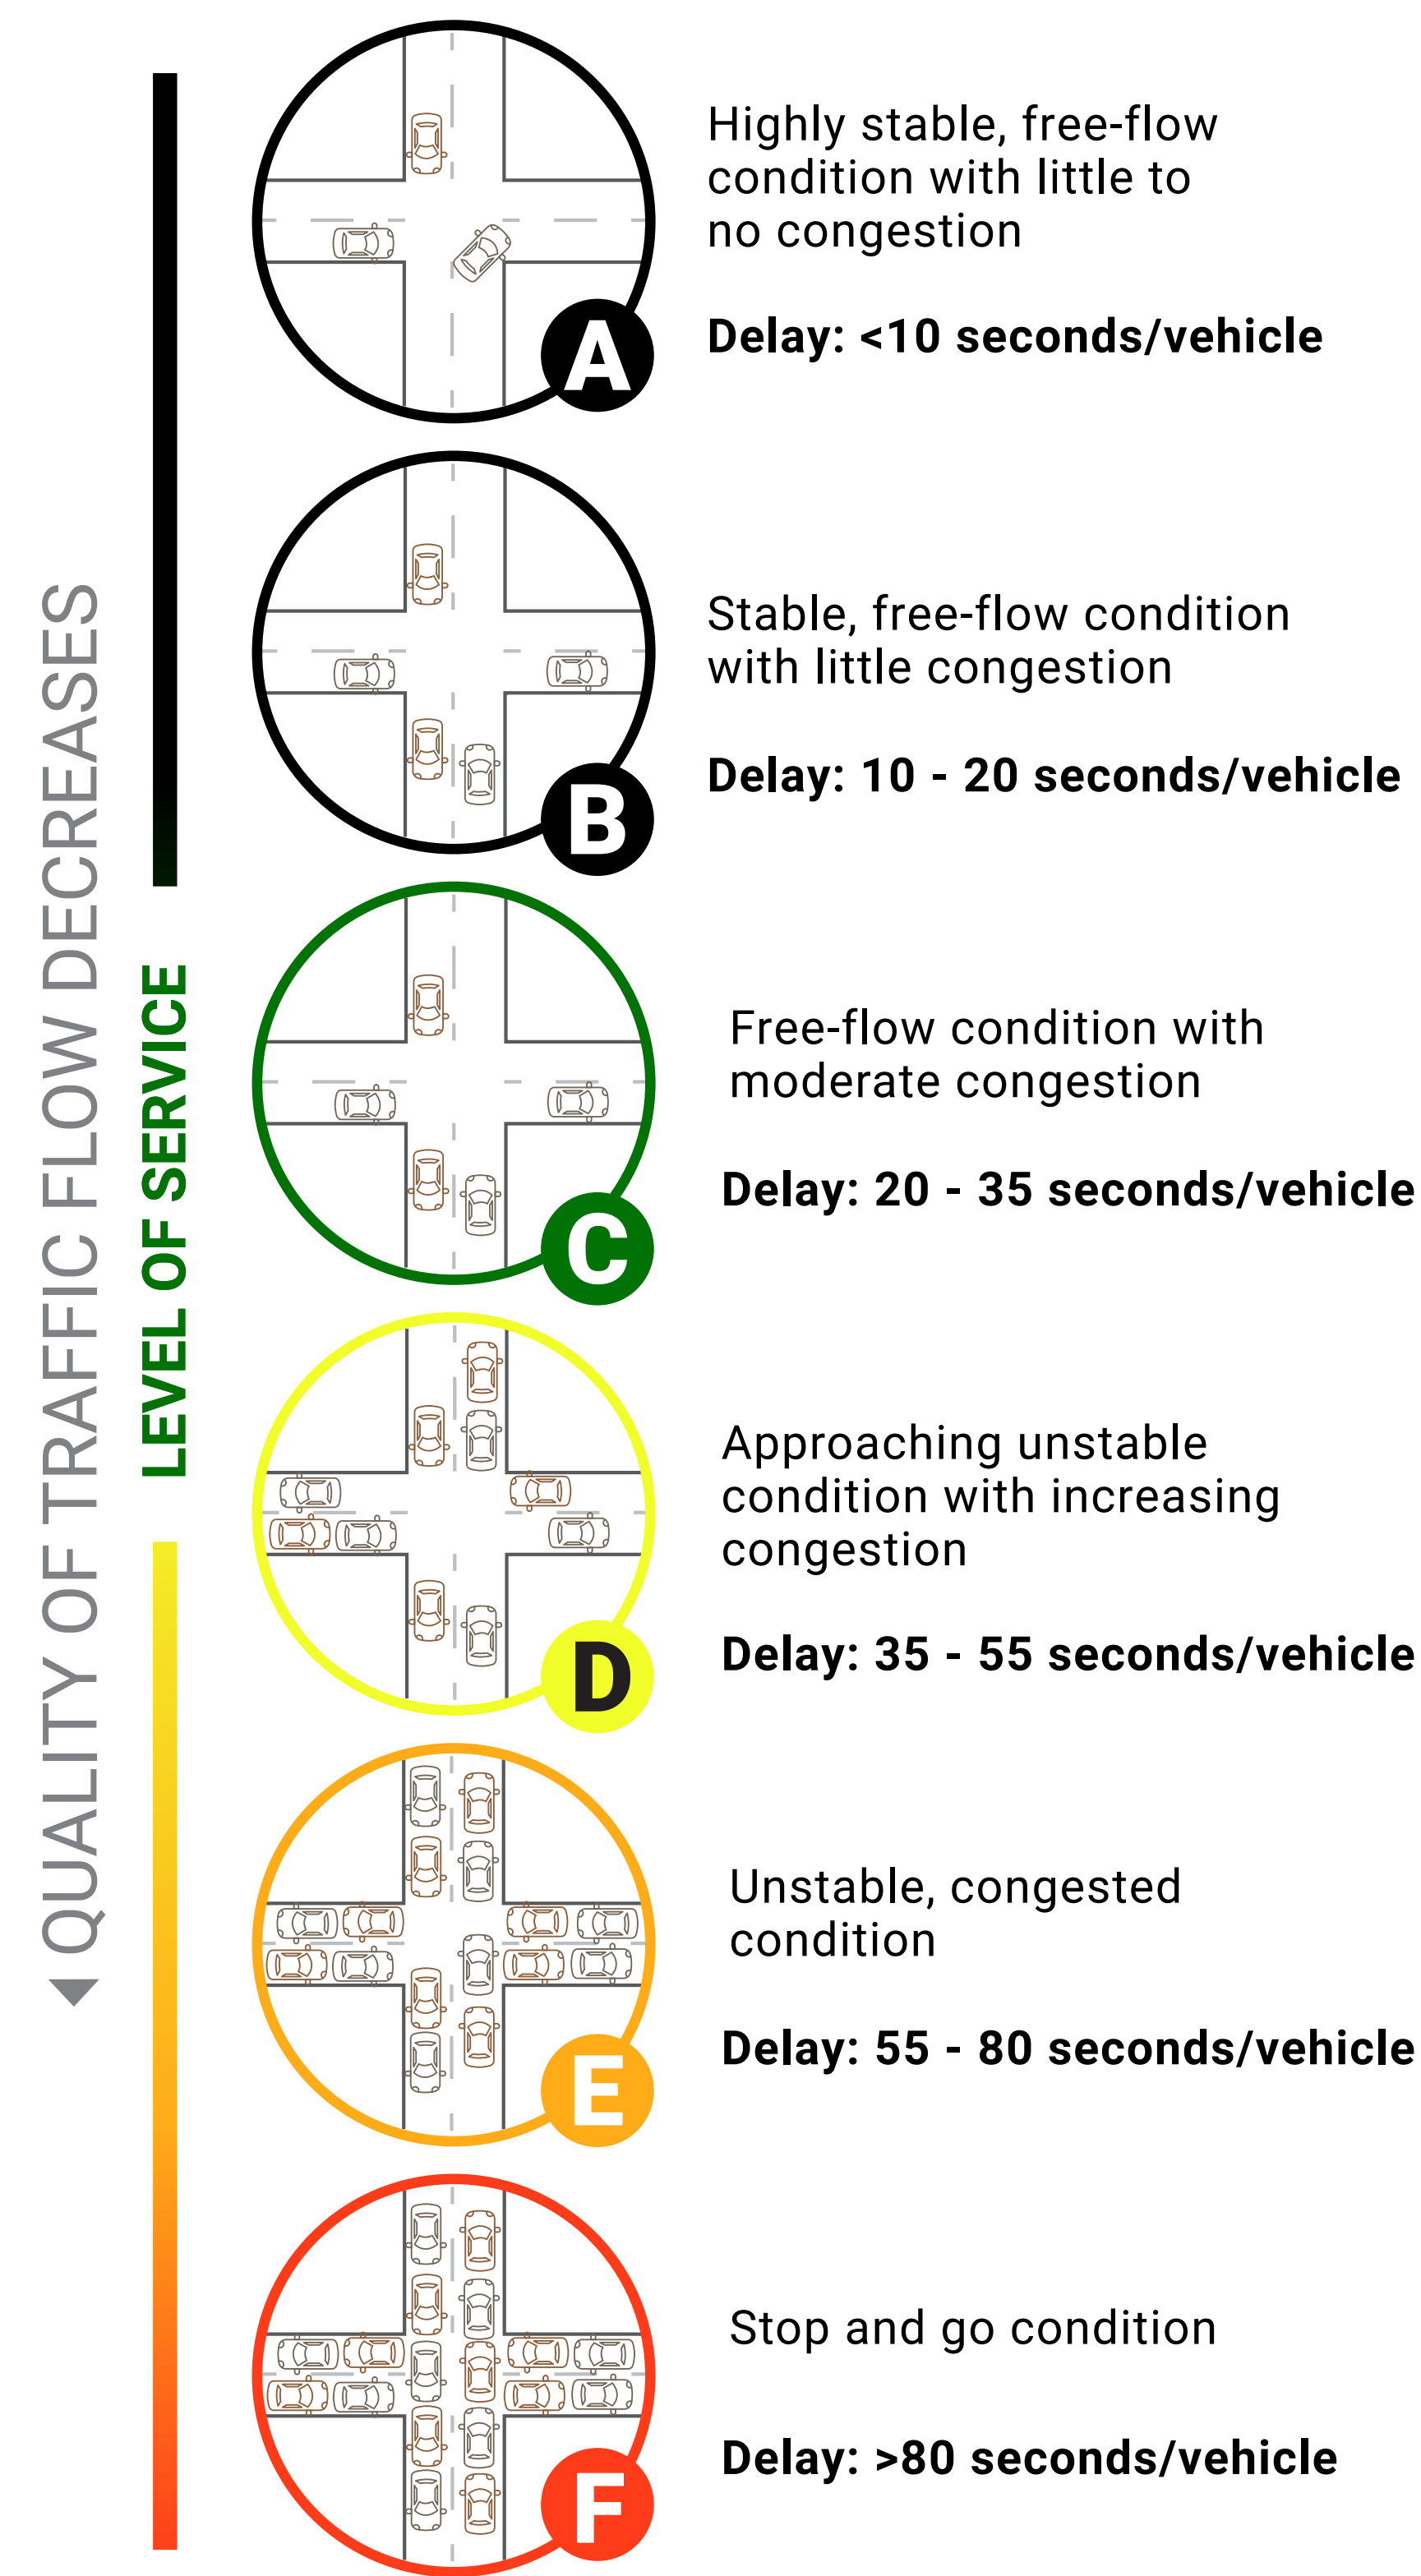 QUALITY OF TRAFFIC FLOW DECREASES
LEVEL OF SERVICE
A
Highly stable, free-flow
condition with little to
no congestion
Delay: <10 seconds/vehicle
B
Stable, free-flow condition
with little congestion
Delay: 10 - 20 seconds/vehicle
C
Free-flow condition with
moderate congestion
Delay: 20 - 35 seconds/vehicle
D
Approaching unstable
condition with increasing
congestion
Delay: 35 - 55 seconds/vehicle
E
Unstable, congested
condition
Delay: 55 - 80 seconds/vehicle
F
Stop and go condition
Delay: >80 seconds/vehicle